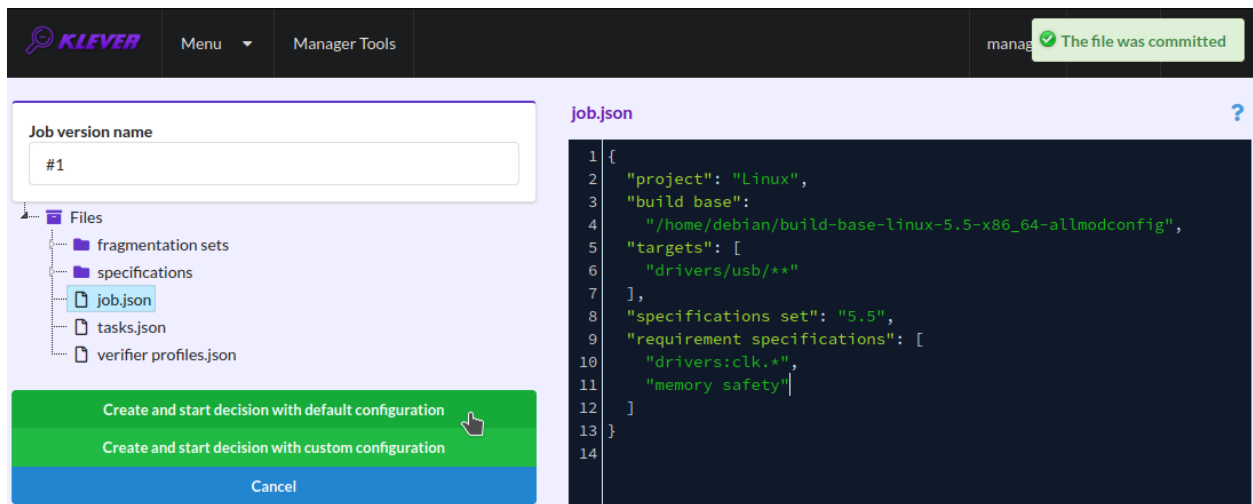 KLEVER
Menu
Manager Tools
manag
The file was committed
Job version name
#1
Files
fragmentation sets
specifications
job.json
tasks.json
verifier profiles.json
Create and start decision with default configuration
Create and start decision with custom configuration
Cancel
job.json
?
1 {
2 "project": "Linux",
3 "build base":
4 "/home/debian/build-base-linux-5.5-x86_64-allmodconfig",
5 "targets": [
6 "drivers/usb/**"
7 ],
8 "specifications set": "5.5",
9 "requirement specifications": [
10 "drivers:clk.*",
11 "memory safety"
12 ]
13 }
14